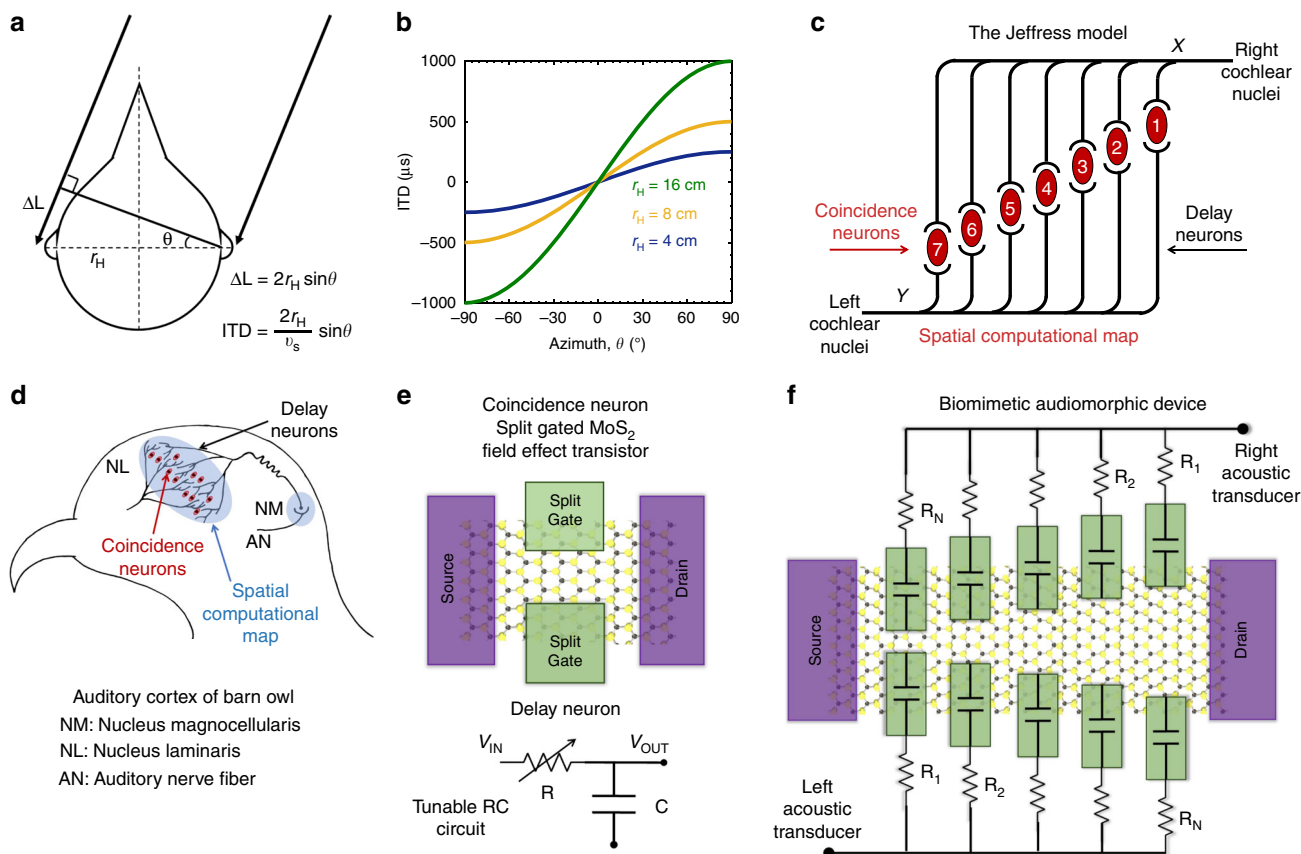 a
ΔL
θ
r_H
ΔL = 2r_H sinθ
ITD = 2r_H/υ_s sinθ
b
1000
500
0
−500
−1000
ITD (μs)
r_H = 16 cm
r_H = 8 cm
r_H = 4 cm
−90 −60 −30 0 30 60 90
Azimuth, θ (°)
c
The Jeffress model
X
Right
cochlear
nuclei
1
2
3
4
5
6
7
Coincidence
neurons
Delay
neurons
Y
Left
cochlear
nuclei
Spatial computational map
d
Delay
neurons
NL
NM
AN
Coincidence
neurons
Spatial
computational
map
Auditory cortex of barn owl
NM: Nucleus magnocellularis
NL: Nucleus laminaris
AN: Auditory nerve fiber
e
Coincidence neuron
Split gated MoS₂
field effect transistor
Split
Gate
Source
Drain
Split
Gate
Delay neuron
V_IN
V_OUT
R
C
Tunable RC
circuit
f
Biomimetic audiomorphic device
Right
acoustic
transducer
R₁
R₂
R_N
Source
Drain
R₁
R₂
R_N
Left
acoustic
transducer